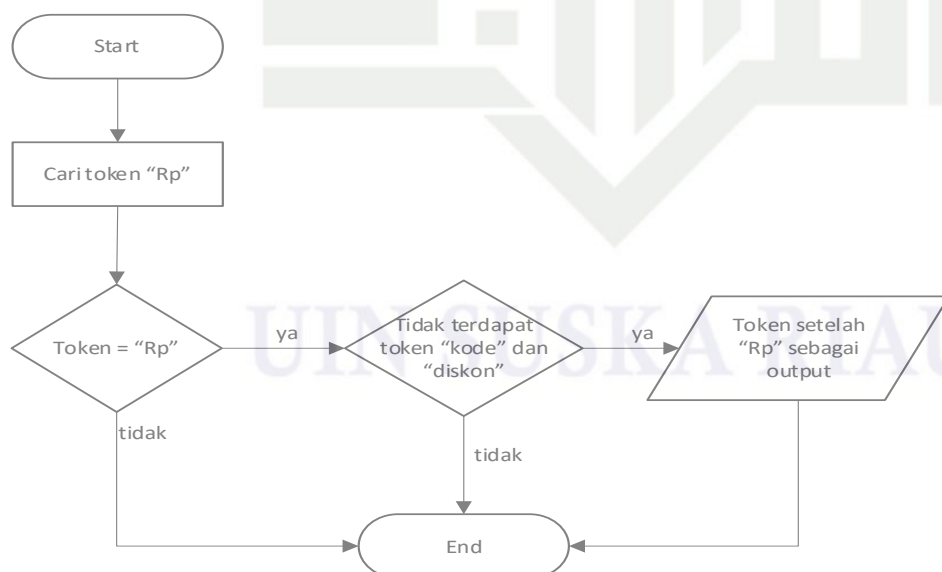 Start
Cari token “Rp”
Token = “Rp”
ya
Tidak terdapat
token “kode” dan
“diskon”
ya
Token setelah
“Rp” sebagai
output
tidak
tidak
End
UIN SUSKA RIAU